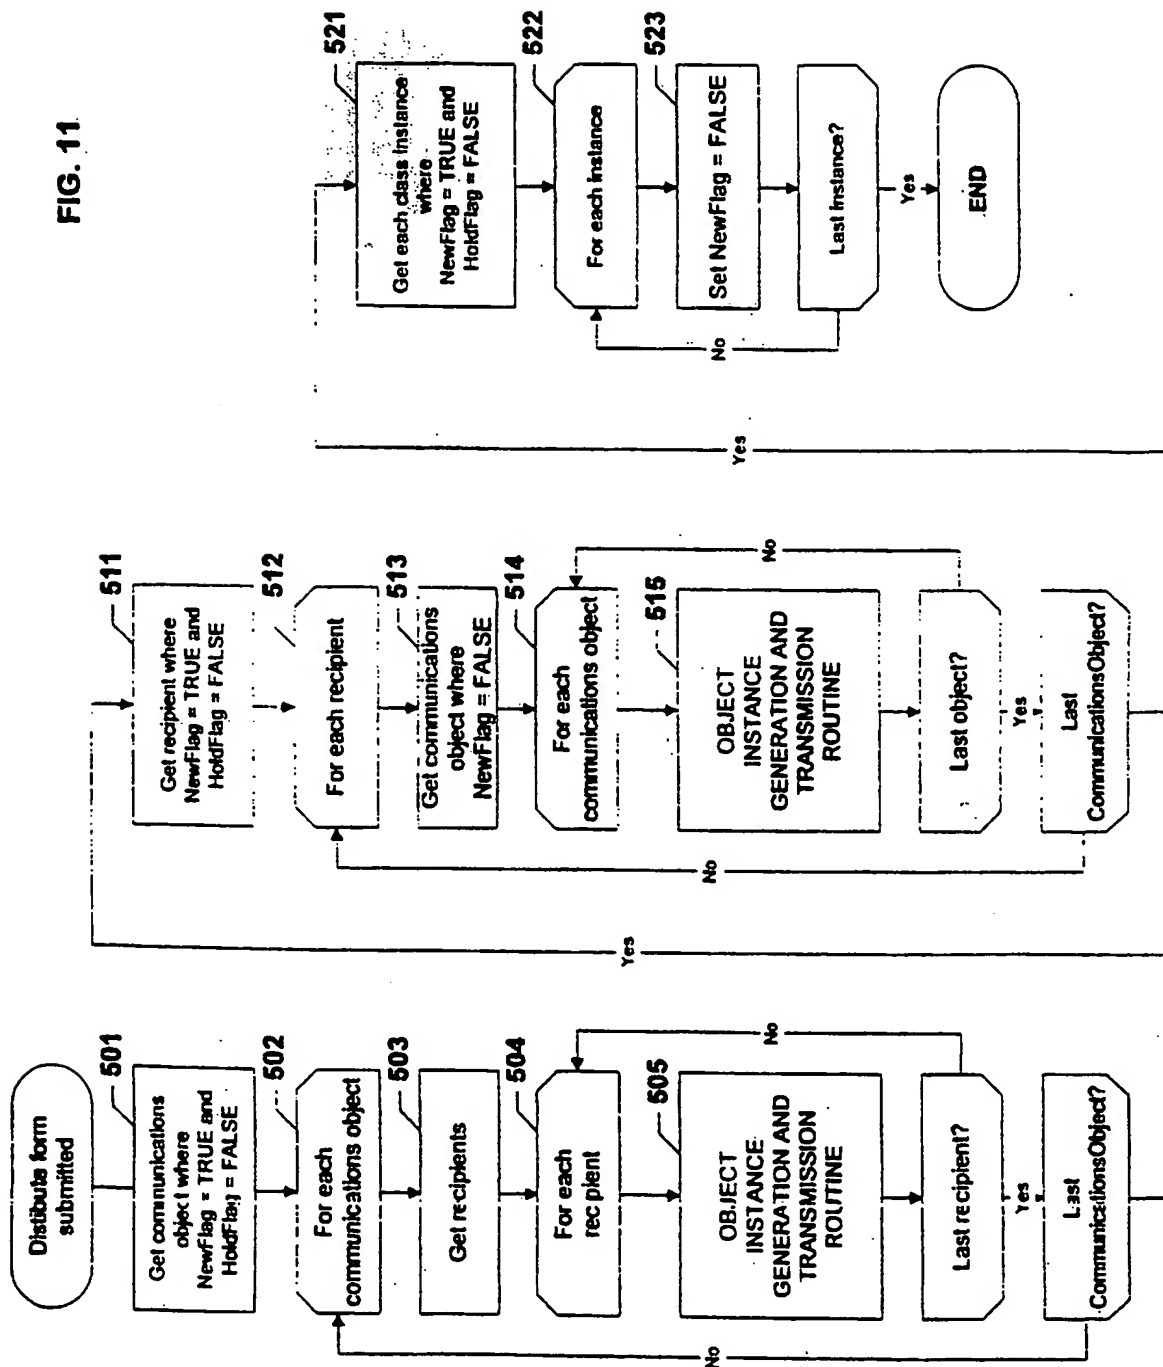 FIG. 11
Distibute form
submitted
501
Get communications
object where
NewFlag = TRUE and
HoldFlag = FALSE
502
For each
communications object
503
Get recipients
504
For each
recipient
505
OBJECT
INSTANCE
GENERATION AND
TRANSMISSION
ROUTINE
Last recipient?
No
Yes
Last
CommunicationsObject?
No
Yes
511
Get recipient where
NewFlag = TRUE and
HoldFlag = FALSE
512
For each recipient
513
Get communications
object where
NewFlag = FALSE
514
For each
communications object
515
OBJECT
INSTANCE
GENERATION AND
TRANSMISSION
ROUTINE
Last object?
No
Yes
Last
CommunicationsObject?
No
Yes
521
Get each class instance
where
NewFlag = TRUE and
HoldFlag = FALSE
522
For each instance
523
Set NewFlag = FALSE
Last instance?
No
Yes
END